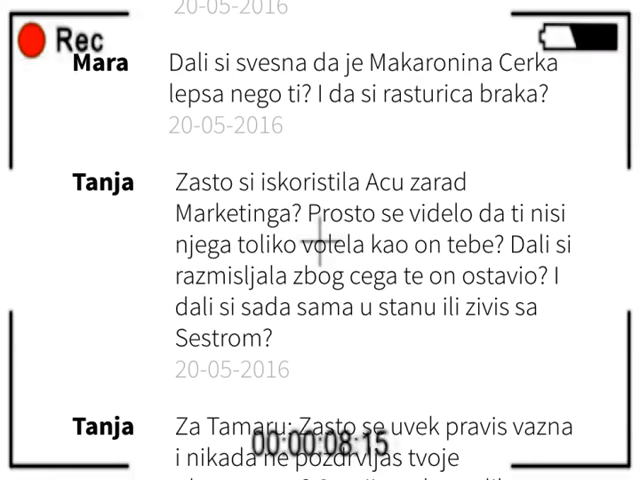 20-05-2016
Rec
Mara Dali si svesna da je Makaronina Cerka
lepsa nego ti? I da si rasturica braka?
20-05-2016
Tanja Zasto si iskoristila Acu zarad
Marketinga? Prosto se videlo da ti nisi
njega toliko votela kao on tebe? Dali si
razmisljala zbog cega te on ostavio? I
dali si sada sama u stanu ili zivis sa
Sestrom?
20-05-2016
Tanja Za Tamaru: Zasto se uvek pravis vazna
00:00:08:15
i nikada ne pozdrvljas tvoje